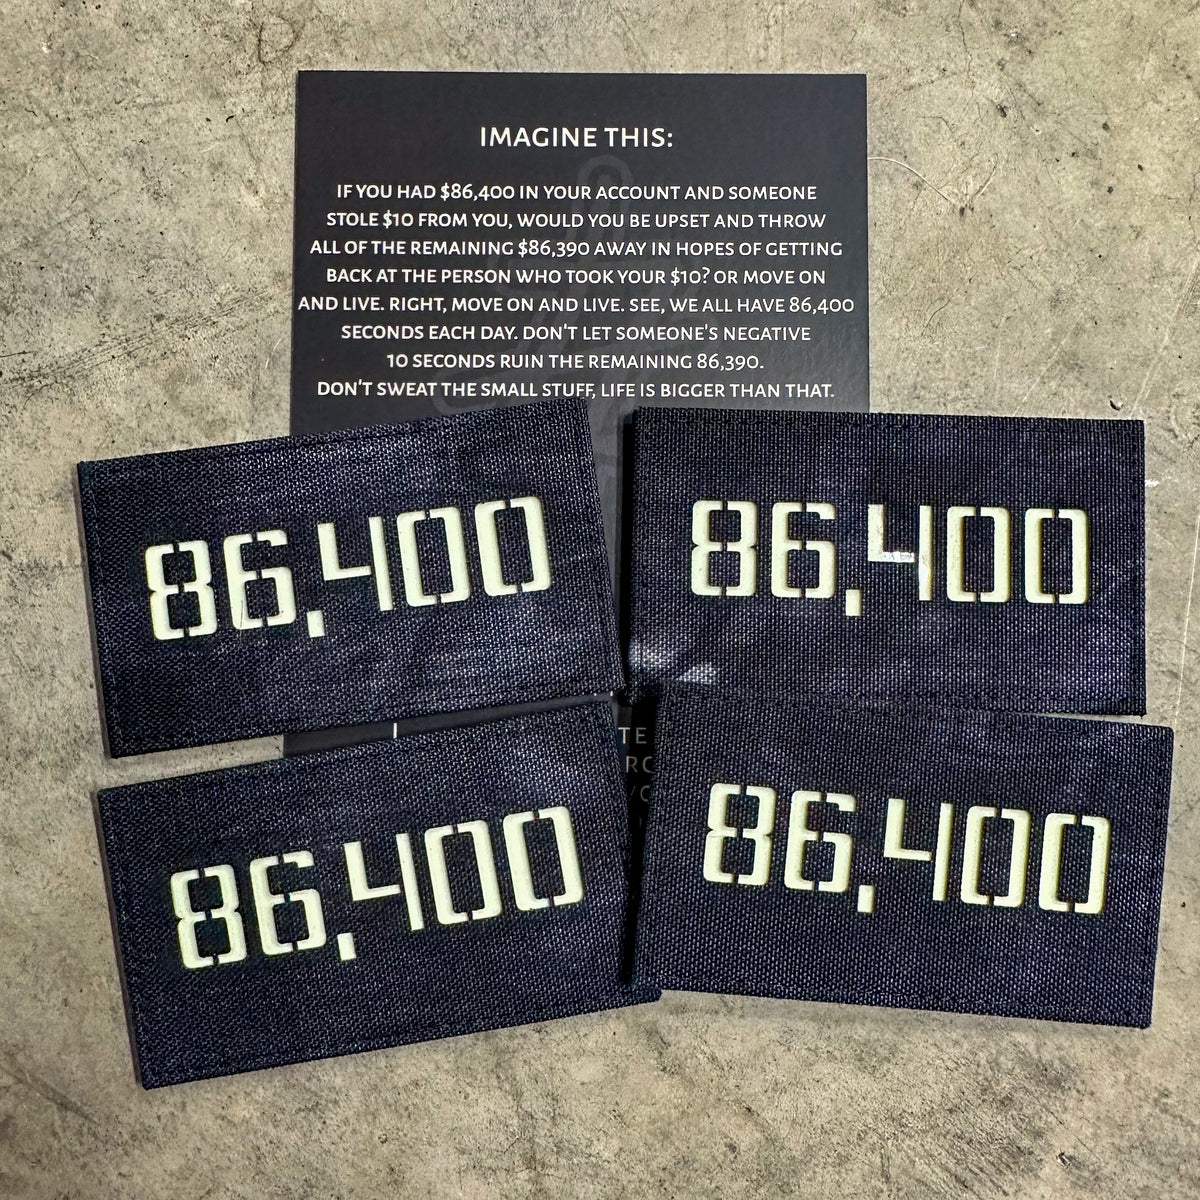 IMAGINE THIS:
IF YOU HAD $86,400 IN YOUR ACCOUNT AND SOMEONE
STOLE $10 FROM YOU, WOULD YOU BE UPSET AND THROW
ALL OF THE REMAINING $86,390 AWAY IN HOPES OF GETTING
BACK AT THE PERSON WHO TOOK YOUR $10? OR MOVE ON
AND LIVE. RIGHT, MOVE ON AND LIVE. SEE, WE ALL HAVE 86,400
SECONDS EACH DAY. DON'T LET SOMEONE'S NEGATIVE
10 SECONDS RUIN THE REMAINING 86,390.
DON'T SWEAT THE SMALL STUFF, LIFE IS BIGGER THAN THAT.
86,400
86,400
86,400
86,400